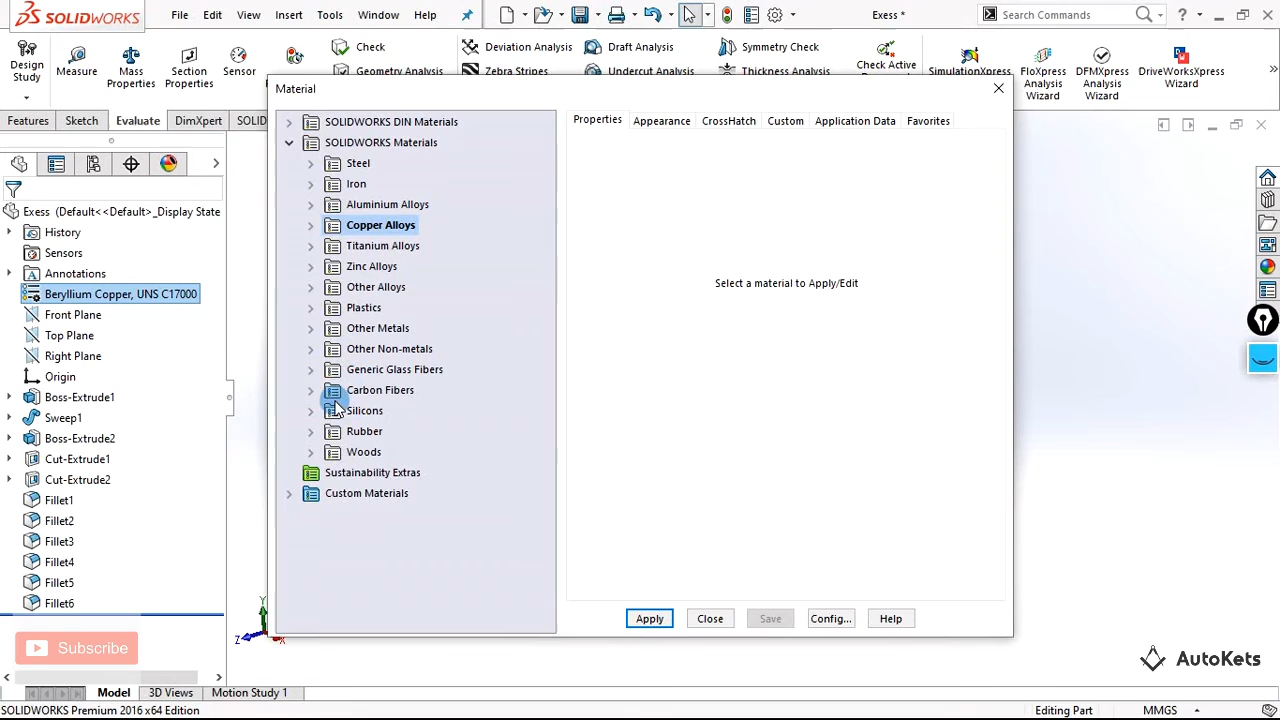 SOLIDWORKS File Edit View Insert Tools Window Help Exess * Search Commands ?
Design Study
Measure
Mass Properties
Section Properties
Sensor
Check
Geometry Analysis
Deviation Analysis
Zebra Stripes
Draft Analysis
Undercut Analysis
Symmetry Check
Thickness Analysis
Check Active
SimulationXpress
FloXpress Analysis Wizard
DFMXpress Analysis Wizard
DriveWorksXpress Wizard
Features Sketch Evaluate DimXpert SOLID
Exess (Default<<Default>_Display State
History
Sensors
Annotations
Beryllium Copper, UNS C17000
Front Plane
Top Plane
Right Plane
Origin
Boss-Extrude1
Sweep1
Boss-Extrude2
Cut-Extrude1
Cut-Extrude2
Fillet1
Fillet2
Fillet3
Fillet4
Fillet5
Fillet6
Material
SOLIDWORKS DIN Materials
SOLIDWORKS Materials
Steel
Iron
Aluminium Alloys
Copper Alloys
Titanium Alloys
Zinc Alloys
Other Alloys
Plastics
Other Metals
Other Non-metals
Generic Glass Fibers
Carbon Fibers
Silicons
Rubber
Woods
Sustainability Extras
Custom Materials
Properties Appearance CrossHatch Custom Application Data Favorites
Select a material to Apply/Edit
Apply Close Save Config... Help
Y
Z X
Subscribe
AutoKets
Model 3D Views Motion Study 1
SOLIDWORKS Premium 2016 x64 Edition Editing Part MMGS